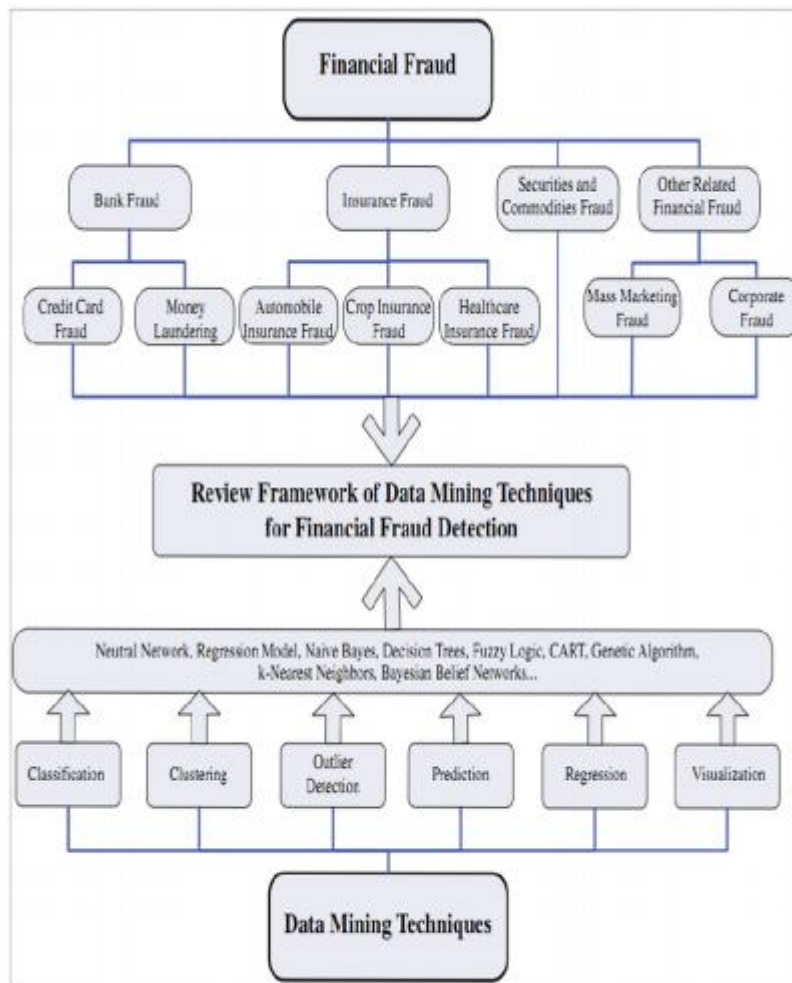 Financial Fraud
Bank Fraud
Insurance Fraud
Securities and
Commodities Fraud
Other Related
Financial Fraud
Credit Card
Fraud
Money
Laundering
Automobile
Insurance Fraud
Crop Insurance
Fraud
Healthcare
Insurance Fraud
Mass Marketing
Fraud
Corporate
Fraud
Review Framework of Data Mining Techniques
for Financial Fraud Detection
Neutral Network, Regression Model, Naive Bayes, Decision Trees, Fuzzy Logic, CART, Genetic Algorithm,
k-Nearest Neighbors, Bayesian Belief Networks...
Classification
Clustering
Outlier
Detection
Prediction
Regression
Visualization
Data Mining Techniques